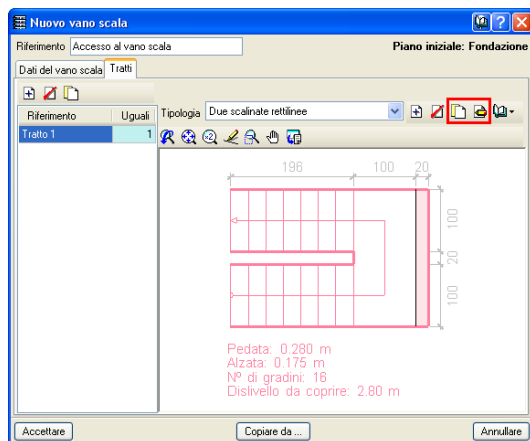 Nuovo vano scala
Riferimento Accesso al vano scala Piano iniziale: Fondazione
Dati del vano scala Tratti
Riferimento Uguali
Tratto 1 1
Tipologia Due scalinate rettilinee
196 100 20
100
20
100
Pedata: 0.280 m
Alzata: 0.175 m
Nº di gradini: 16
Dislivello da coprire: 2.80 m
Accettare Copiare da ... Annullare